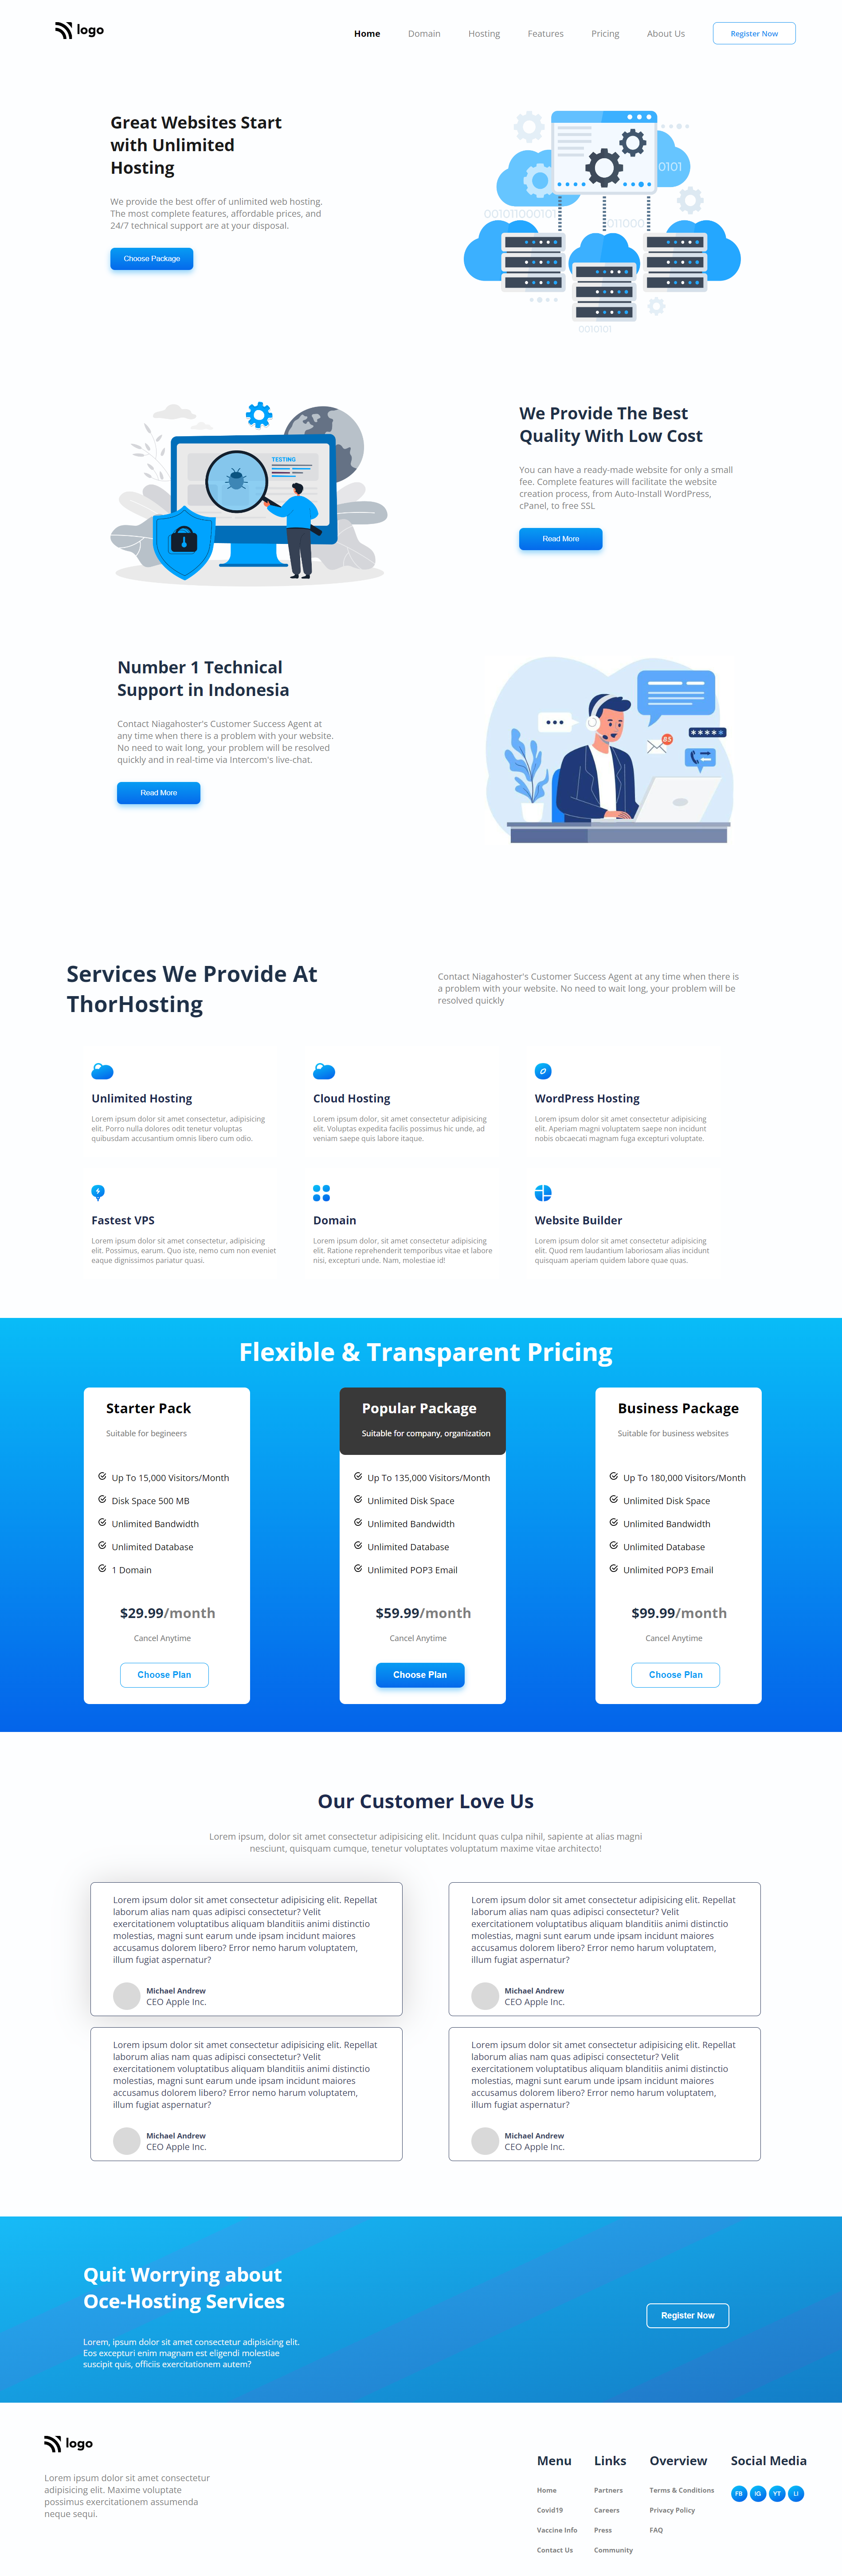 logo
Home Domain Hosting Features Pricing About Us Register Now
Great Websites Start
with Unlimited
Hosting
We provide the best offer of unlimited web hosting.
The most complete features, affordable prices, and
24/7 technical support are at your disposal.
Choose Package
0101
001011000101
011000
0010101
TESTING
We Provide The Best
Quality With Low Cost
You can have a ready-made website for only a small
fee. Complete features will facilitate the website
creation process, from Auto-Install WordPress,
cPanel, to free SSL
Read More
Number 1 Technical
Support in Indonesia
Contact Niagahoster's Customer Success Agent at
any time when there is a problem with your website.
No need to wait long, your problem will be resolved
quickly and in real-time via Intercom's live-chat.
Read More
85
*****
Services We Provide At
ThorHosting
Contact Niagahoster's Customer Success Agent at any time when there is
a problem with your website. No need to wait long, your problem will be
resolved quickly
Unlimited Hosting
Lorem ipsum dolor sit amet consectetur, adipisicing
elit. Porro nulla dolores odit tenetur voluptas
quibusdam accusantium omnis libero cum odio.
Cloud Hosting
Lorem ipsum dolor, sit amet consectetur adipisicing
elit. Voluptas expedita facilis possimus hic unde, ad
veniam saepe quis labore itaque.
WordPress Hosting
Lorem ipsum dolor sit amet consectetur adipisicing
elit. Aperiam magni voluptatem saepe non incidunt
nobis obcaecati magnam fuga excepturi voluptate.
Fastest VPS
Lorem ipsum dolor sit amet consectetur, adipisicing
elit. Possimus, earum. Quo iste, nemo cum non eveniet
eaque dignissimos pariatur quasi.
Domain
Lorem ipsum dolor, sit amet consectetur adipisicing
elit. Ratione reprehenderit temporibus vitae et labore
nisi, excepturi unde. Nam, molestiae id!
Website Builder
Lorem ipsum dolor sit amet consectetur adipisicing
elit. Quod rem laudantium laboriosam alias incidunt
quisquam aperiam quidem labore quae quas.
Flexible & Transparent Pricing
Starter Pack
Suitable for begineers
Up To 15,000 Visitors/Month
Disk Space 500 MB
Unlimited Bandwidth
Unlimited Database
1 Domain
$29.99/month
Cancel Anytime
Choose Plan
Popular Package
Suitable for company, organization
Up To 135,000 Visitors/Month
Unlimited Disk Space
Unlimited Bandwidth
Unlimited Database
Unlimited POP3 Email
$59.99/month
Cancel Anytime
Choose Plan
Business Package
Suitable for business websites
Up To 180,000 Visitors/Month
Unlimited Disk Space
Unlimited Bandwidth
Unlimited Database
Unlimited POP3 Email
$99.99/month
Cancel Anytime
Choose Plan
Our Customer Love Us
Lorem ipsum, dolor sit amet consectetur adipisicing elit. Incidunt quas culpa nihil, sapiente at alias magni
nesciunt, quisquam cumque, tenetur voluptates voluptatum maxime vitae architecto!
Lorem ipsum dolor sit amet consectetur adipisicing elit. Repellat
laborum alias nam quas adipisci consectetur? Velit
exercitationem voluptatibus aliquam blanditiis animi distinctio
molestias, magni sunt earum unde ipsam incidunt maiores
accusamus dolorem libero? Error nemo harum voluptatem,
illum fugiat aspernatur?
Michael Andrew
CEO Apple Inc.
Lorem ipsum dolor sit amet consectetur adipisicing elit. Repellat
laborum alias nam quas adipisci consectetur? Velit
exercitationem voluptatibus aliquam blanditiis animi distinctio
molestias, magni sunt earum unde ipsam incidunt maiores
accusamus dolorem libero? Error nemo harum voluptatem,
illum fugiat aspernatur?
Michael Andrew
CEO Apple Inc.
Lorem ipsum dolor sit amet consectetur adipisicing elit. Repellat
laborum alias nam quas adipisci consectetur? Velit
exercitationem voluptatibus aliquam blanditiis animi distinctio
molestias, magni sunt earum unde ipsam incidunt maiores
accusamus dolorem libero? Error nemo harum voluptatem,
illum fugiat aspernatur?
Michael Andrew
CEO Apple Inc.
Lorem ipsum dolor sit amet consectetur adipisicing elit. Repellat
laborum alias nam quas adipisci consectetur? Velit
exercitationem voluptatibus aliquam blanditiis animi distinctio
molestias, magni sunt earum unde ipsam incidunt maiores
accusamus dolorem libero? Error nemo harum voluptatem,
illum fugiat aspernatur?
Michael Andrew
CEO Apple Inc.
Quit Worrying about
Oce-Hosting Services
Lorem, ipsum dolor sit amet consectetur adipisicing elit.
Eos excepturi enim magnam est eligendi molestiae
suscipit quis, officiis exercitationem autem?
Register Now
logo
Lorem ipsum dolor sit amet consectetur
adipisicing elit. Maxime voluptate
possimus exercitationem assumenda
neque sequi.
Menu
Home
Covid19
Vaccine Info
Contact Us
Links
Partners
Careers
Press
Community
Overview
Terms & Conditions
Privacy Policy
FAQ
Social Media
FB IG YT LI